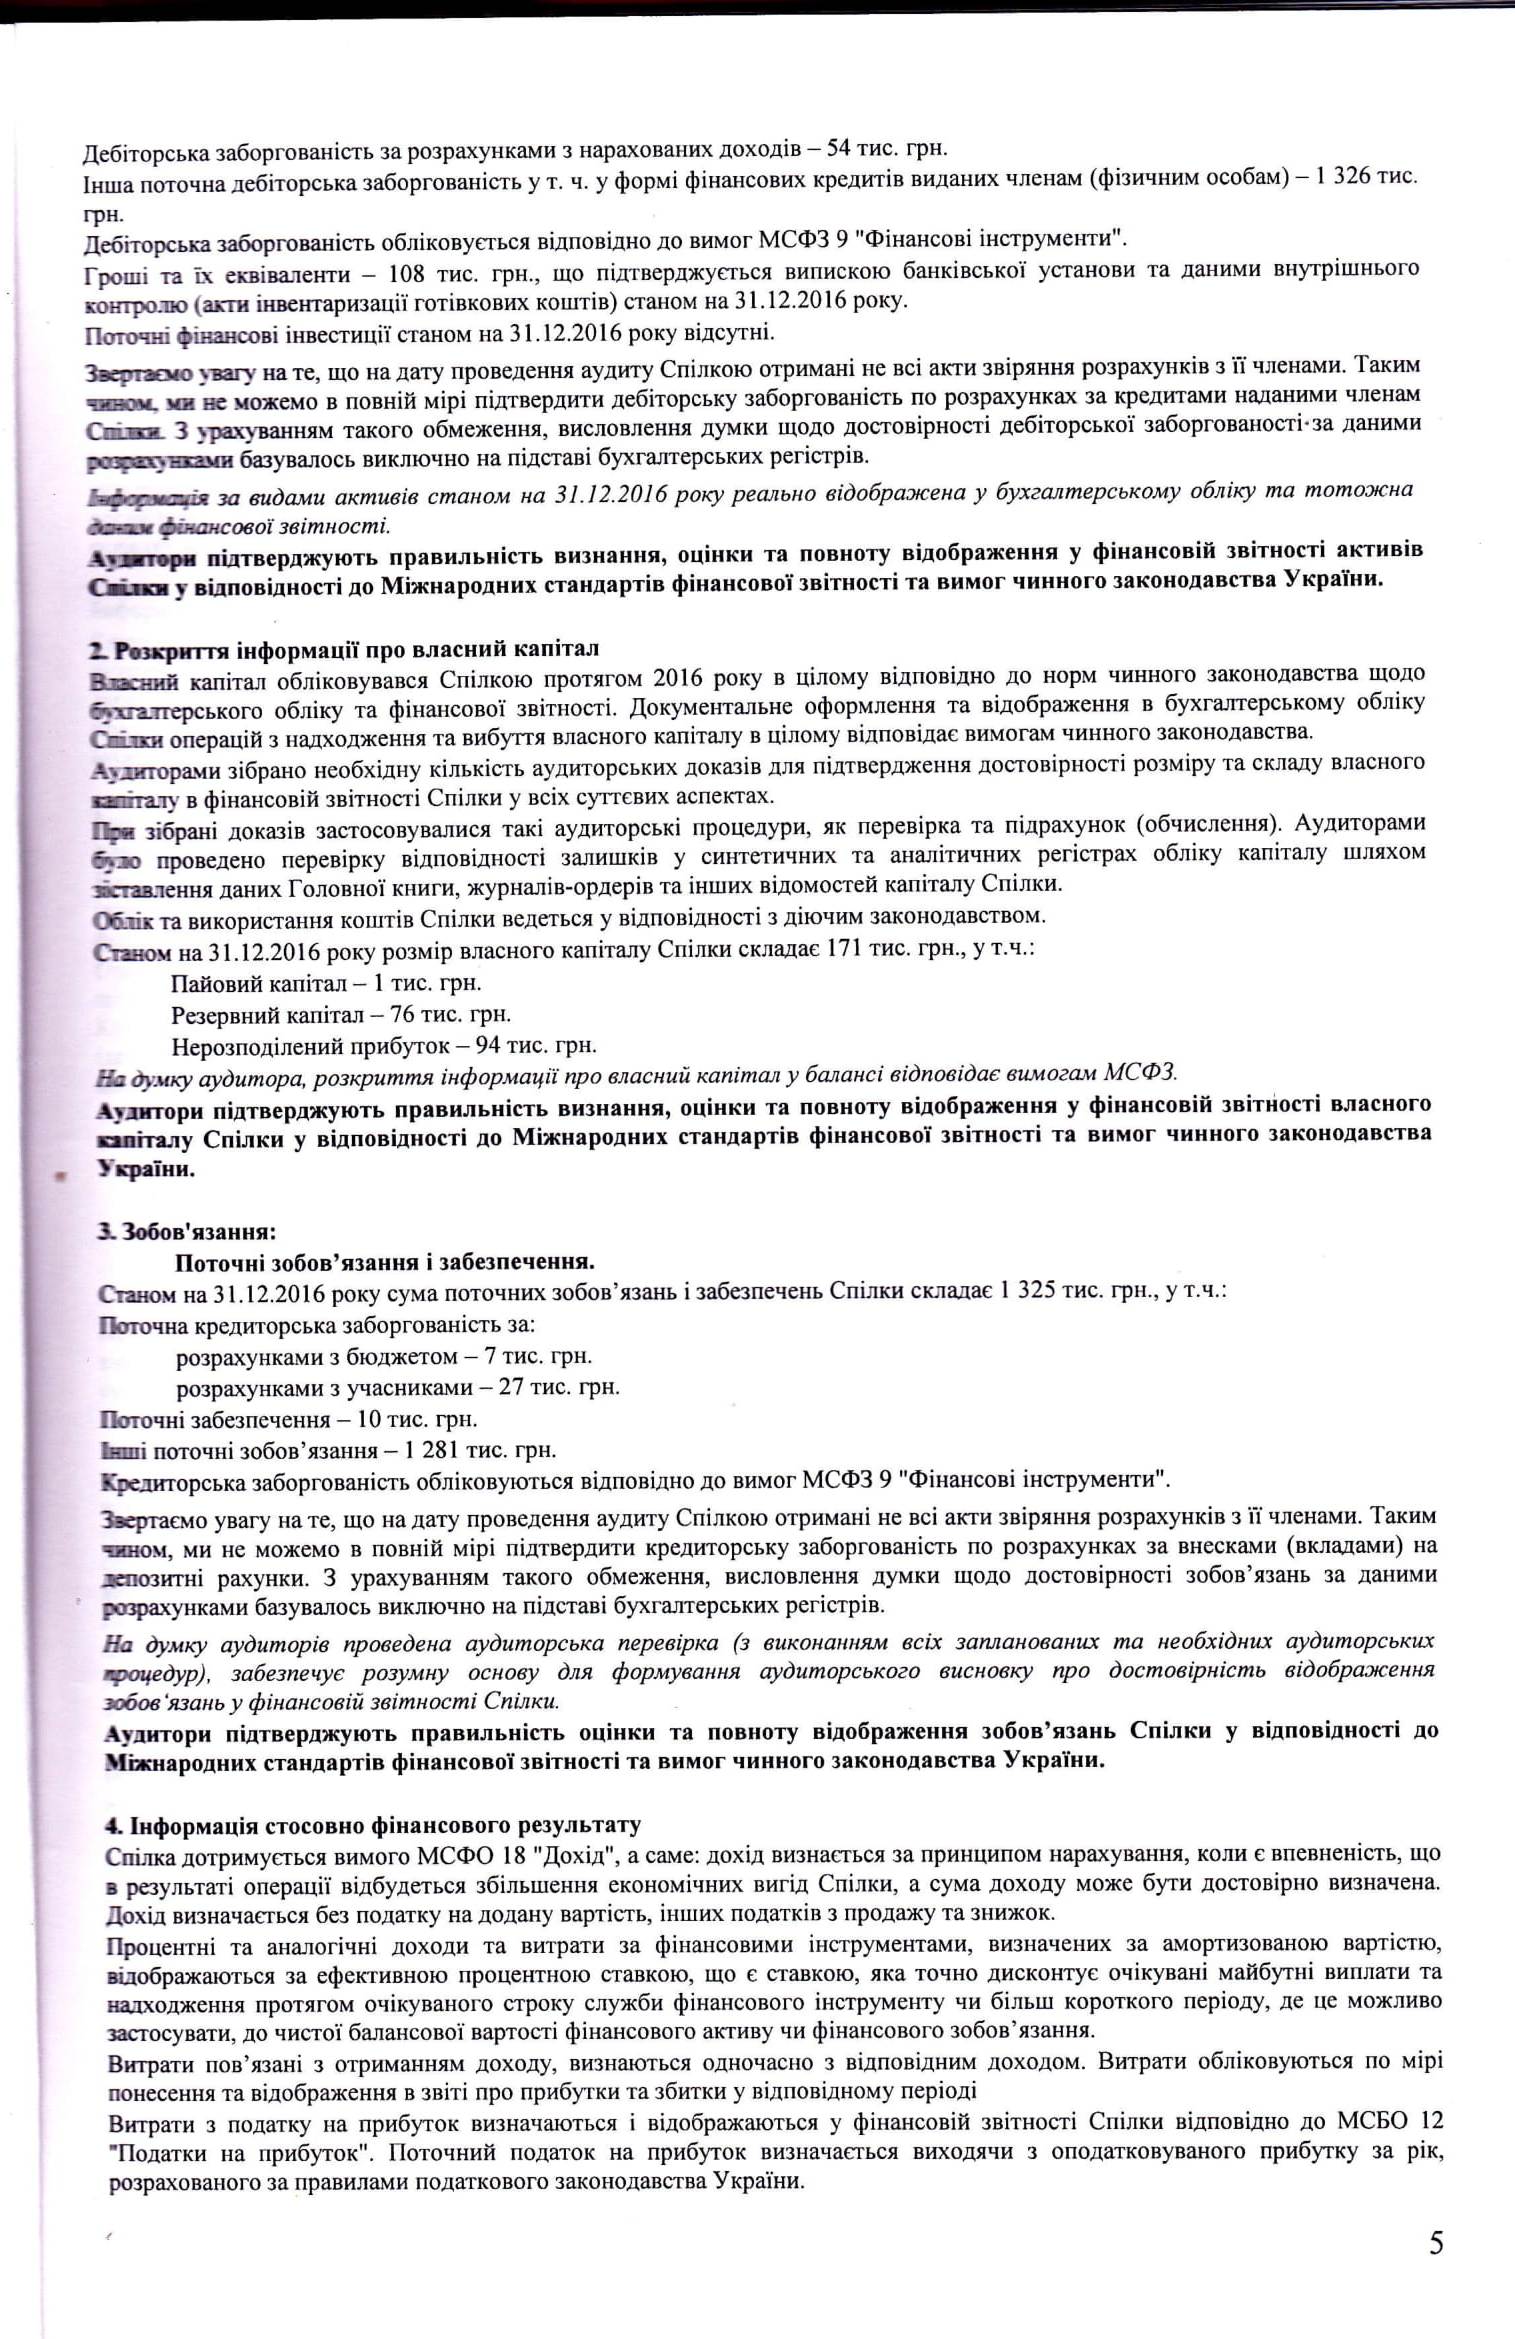 Дебіторська заборгованість за розрахунками з нарахованих доходів – 54 тис. грн.
Інша поточна дебіторська заборгованість у т. ч. у формі фінансових кредитів виданих членам (фізичним особам) – 1 326 тис.
грн.
Дебіторська заборгованість обліковується відповідно до вимог МСФЗ 9 "Фінансові інструменти".
Гроші та їх еквіваленти – 108 тис. грн., що підтверджується випискою банківської установи та даними внутрішнього
контролю (акти інвентаризації готівкових коштів) станом на 31.12.2016 року.
Поточні фінансові інвестиції станом на 31.12.2016 року відсутні.
Звертаємо увагу на те, що на дату проведення аудиту Спілкою отримані не всі акти звіряння розрахунків з її членами. Таким
чином, ми не можемо в повній мірі підтвердити дебіторську заборгованість по розрахунках за кредитами наданими членам
Спілки. З урахуванням такого обмеження, висловлення думки щодо достовірності дебіторської заборгованості за даними
розрахунками базувалось виключно на підставі бухгалтерських регістрів.
Інформація за видами активів станом на 31.12.2016 року реально відображена у бухгалтерському обліку та тотожна
даним фінансової звітності.
Аудитори підтверджують правильність визнання, оцінки та повноту відображення у фінансовій звітності активів
Спілки у відповідності до Міжнародних стандартів фінансової звітності та вимог чинного законодавства України.
2. Розкриття інформації про власний капітал
Власний капітал обліковувався Спілкою протягом 2016 року в цілому відповідно до норм чинного законодавства щодо
бухгалтерського обліку та фінансової звітності. Документальне оформлення та відображення в бухгалтерському обліку
Спілки операцій з надходження та вибуття власного капіталу в цілому відповідає вимогам чинного законодавства.
Аудиторами зібрано необхідну кількість аудиторських доказів для підтвердження достовірності розміру та складу власного
капіталу в фінансовій звітності Спілки у всіх суттєвих аспектах.
При зібрані доказів застосовувалися такі аудиторські процедури, як перевірка та підрахунок (обчислення). Аудиторами
було проведено перевірку відповідності залишків у синтетичних та аналітичних регістрах обліку капіталу шляхом
зіставлення даних Головної книги, журналів-ордерів та інших відомостей капіталу Спілки.
Облік та використання коштів Спілки ведеться у відповідності з діючим законодавством.
Станом на 31.12.2016 року розмір власного капіталу Спілки складає 171 тис. грн., у т.ч.:
Пайовий капітал – 1 тис. грн.
Резервний капітал – 76 тис. грн.
Нерозподілений прибуток – 94 тис. грн.
На думку аудитора, розкриття інформації про власний капітал у балансі відповідає вимогам МСФЗ.
Аудитори підтверджують правильність визнання, оцінки та повноту відображення у фінансовій звітності власного
капіталу Спілки у відповідності до Міжнародних стандартів фінансової звітності та вимог чинного законодавства
України.
3. Зобов'язання:
Поточні зобов’язання і забезпечення.
Станом на 31.12.2016 року сума поточних зобов’язань і забезпечень Спілки складає 1 325 тис. грн., у т.ч.:
Поточна кредиторська заборгованість за:
розрахунками з бюджетом – 7 тис. грн.
розрахунками з учасниками – 27 тис. грн.
Поточні забезпечення – 10 тис. грн.
Інші поточні зобов’язання – 1 281 тис. грн.
Кредиторська заборгованість обліковуються відповідно до вимог МСФЗ 9 "Фінансові інструменти".
Звертаємо увагу на те, що на дату проведення аудиту Спілкою отримані не всі акти звіряння розрахунків з її членами. Таким
чином, ми не можемо в повній мірі підтвердити кредиторську заборгованість по розрахунках за внесками (вкладами) на
депозитні рахунки. З урахуванням такого обмеження, висловлення думки щодо достовірності зобов’язань за даними
розрахунками базувалось виключно на підставі бухгалтерських регістрів.
На думку аудиторів проведена аудиторська перевірка (з виконанням всіх запланованих та необхідних аудиторських
процедур), забезпечує розумну основу для формування аудиторського висновку про достовірність відображення
зобов'язань у фінансовій звітності Спілки.
Аудитори підтверджують правильність оцінки та повноту відображення зобов’язань Спілки у відповідності до
Міжнародних стандартів фінансової звітності та вимог чинного законодавства України.
4. Інформація стосовно фінансового результату
Спілка дотримується вимого МСФО 18 "Дохід", а саме: дохід визнається за принципом нарахування, коли є впевненість, що
в результаті операції відбудеться збільшення економічних вигід Спілки, а сума доходу може бути достовірно визначена.
Дохід визначається без податку на додану вартість, інших податків з продажу та знижок.
Процентні та аналогічні доходи та витрати за фінансовими інструментами, визначених за амортизованою вартістю,
відображаються за ефективною процентною ставкою, що є ставкою, яка точно дисконтує очікувані майбутні виплати та
надходження протягом очікуваного строку служби фінансового інструменту чи більш короткого періоду, де це можливо
застосувати, до чистої балансової вартості фінансового активу чи фінансового зобов’язання.
Витрати пов’язані з отриманням доходу, визнаються одночасно з відповідним доходом. Витрати обліковуються по мірі
понесення та відображення в звіті про прибутки та збитки у відповідному періоді
Витрати з податку на прибуток визначаються і відображаються у фінансовій звітності Спілки відповідно до МСБО 12
"Податки на прибуток". Поточний податок на прибуток визначається виходячи з оподатковуваного прибутку за рік,
розрахованого за правилами податкового законодавства України.
5